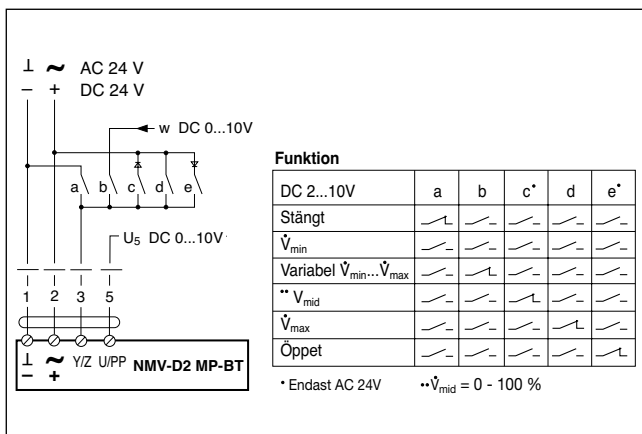 ⊥ ~ AC 24 V
– + DC 24 V
w DC 0...10V
a b c d e
U5 DC 0...10V
1 2 3 5
⊥ ~ Y/Z U/PP NMV-D2 MP-BT
– +
Funktion
DC 2...10V a b c• d e•
Stängt
V̇min
Variabel V̇min...V̇max
•• Vmid
V̇max
Öppet
• Endast AC 24V ••V̇mid = 0 - 100 %